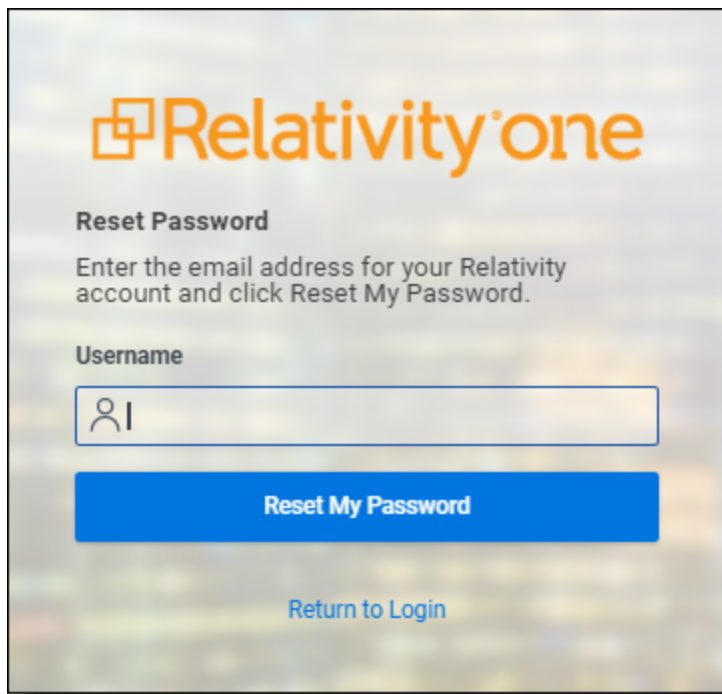 Relativity® one
Reset Password
Enter the email address for your Relativity
account and click Reset My Password.
Username
Reset My Password
Return to Login